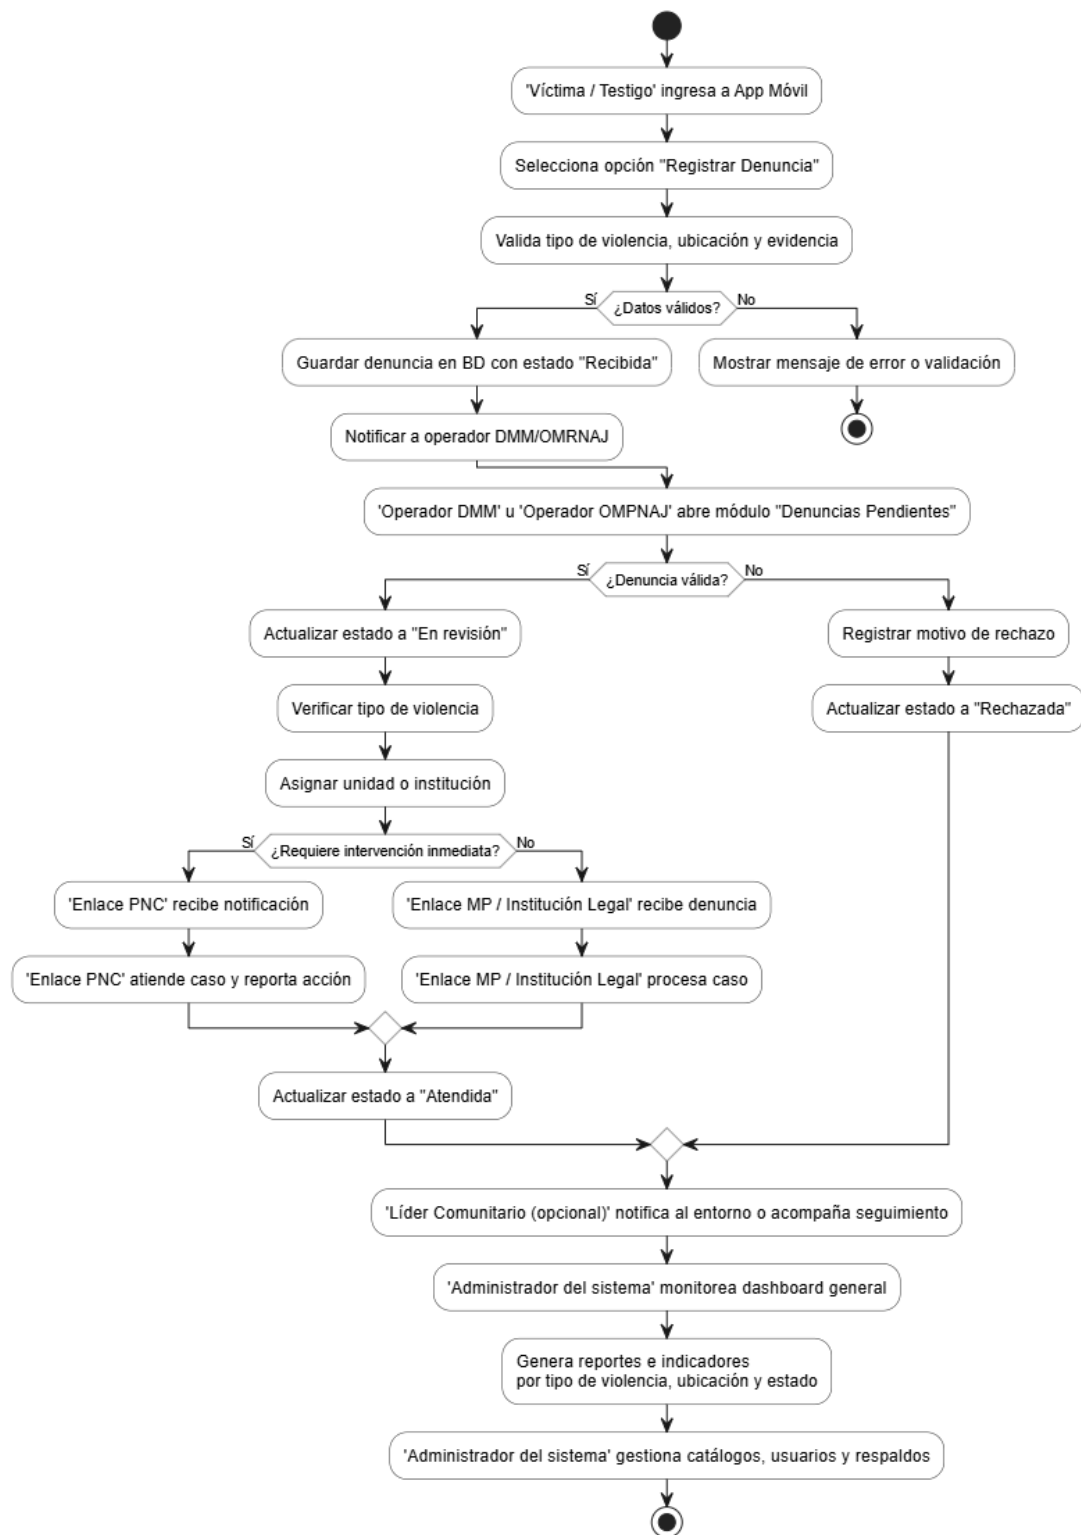 'Víctima / Testigo' ingresa a App Móvil
Selecciona opción "Registrar Denuncia"
Valida tipo de violencia, ubicación y evidencia
Sí
¿Datos válidos?
No
Guardar denuncia en BD con estado "Recibida"
Mostrar mensaje de error o validación
Notificar a operador DMM/OMRNAJ
'Operador DMM' u 'Operador OMPNAJ' abre módulo "Denuncias Pendientes"
Sí
¿Denuncia válida?
No
Actualizar estado a "En revisión"
Registrar motivo de rechazo
Verificar tipo de violencia
Actualizar estado a "Rechazada"
Asignar unidad o institución
Sí
¿Requiere intervención inmediata?
No
'Enlace PNC' recibe notificación
'Enlace MP / Institución Legal' recibe denuncia
'Enlace PNC' atiende caso y reporta acción
'Enlace MP / Institución Legal' procesa caso
Actualizar estado a "Atendida"
'Líder Comunitario (opcional)' notifica al entorno o acompaña seguimiento
'Administrador del sistema' monitorea dashboard general
Genera reportes e indicadores
por tipo de violencia, ubicación y estado
'Administrador del sistema' gestiona catálogos, usuarios y respaldos